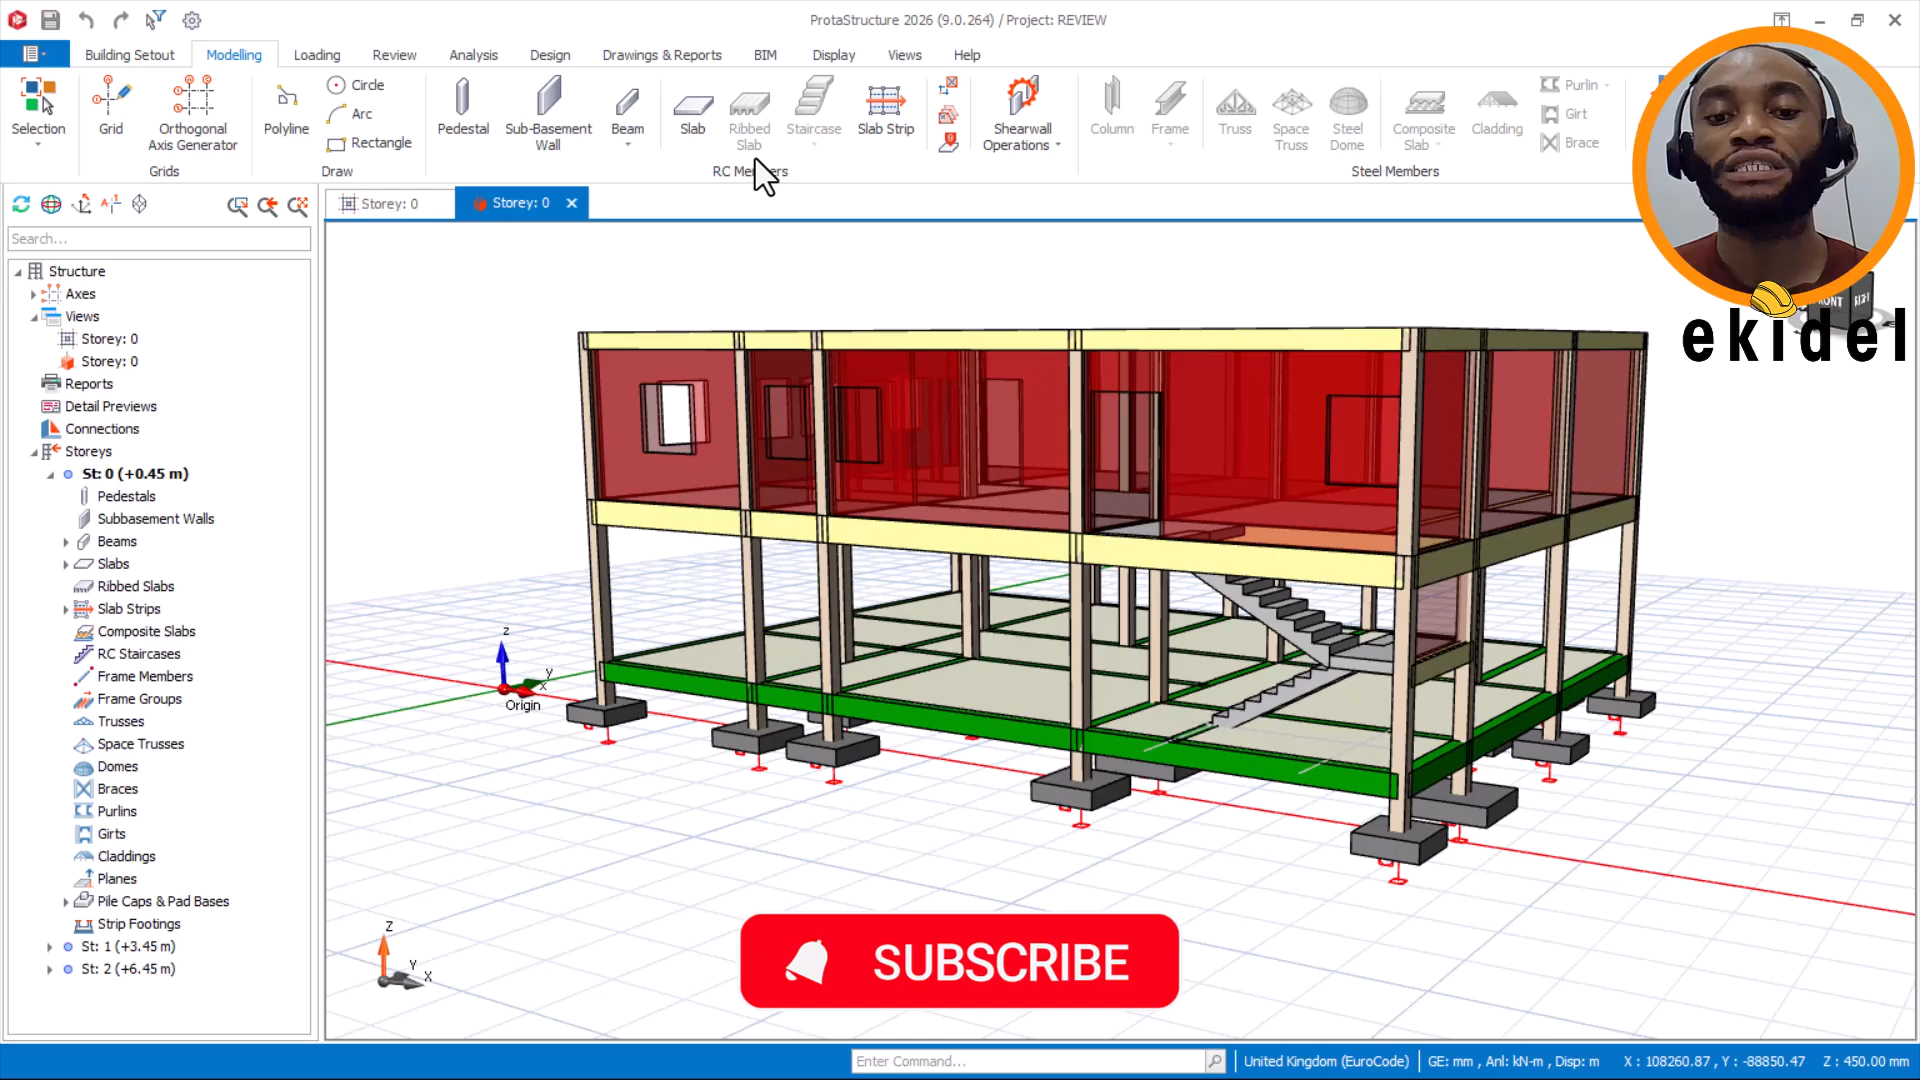 ProtaStructure 2026 (9.0.264) / Project: REVIEW
Building Setout
Modelling
Loading
Review
Analysis
Design
Drawings & Reports
BIM
Display
Views
Help
Selection
Grid
Orthogonal
Axis Generator
Grids
Polyline
Circle
Arc
Rectangle
Draw
Pedestal
Sub-Basement
Wall
Beam
Slab
Ribbed
Slab
Staircase
Slab Strip
Shearwall
Operations
Column
Frame
Truss
Space
Truss
Steel
Dome
Composite
Slab
Cladding
Purlin
Girt
Brace
Steel Members
Storey: 0
Storey: 0
Search...
Structure
Axes
Views
Storey: 0
Storey: 0
Reports
Detail Previews
Connections
Storeys
St: 0 (+0.45 m)
Pedestals
Subbasement Walls
Beams
Slabs
Ribbed Slabs
Slab Strips
Composite Slabs
RC Staircases
Frame Members
Frame Groups
Trusses
Space Trusses
Domes
Braces
Purlins
Girts
Claddings
Planes
Pile Caps & Pad Bases
Strip Footings
St: 1 (+3.45 m)
St: 2 (+6.45 m)
z
y
x
Origin
Z
Y
X
ekidel
SUBSCRIBE
Enter Command...
United Kingdom (EuroCode)
GE: mm , Anl: kN-m , Disp: m
X : 108260.87 , Y : -88850.47
Z : 450.00 mm